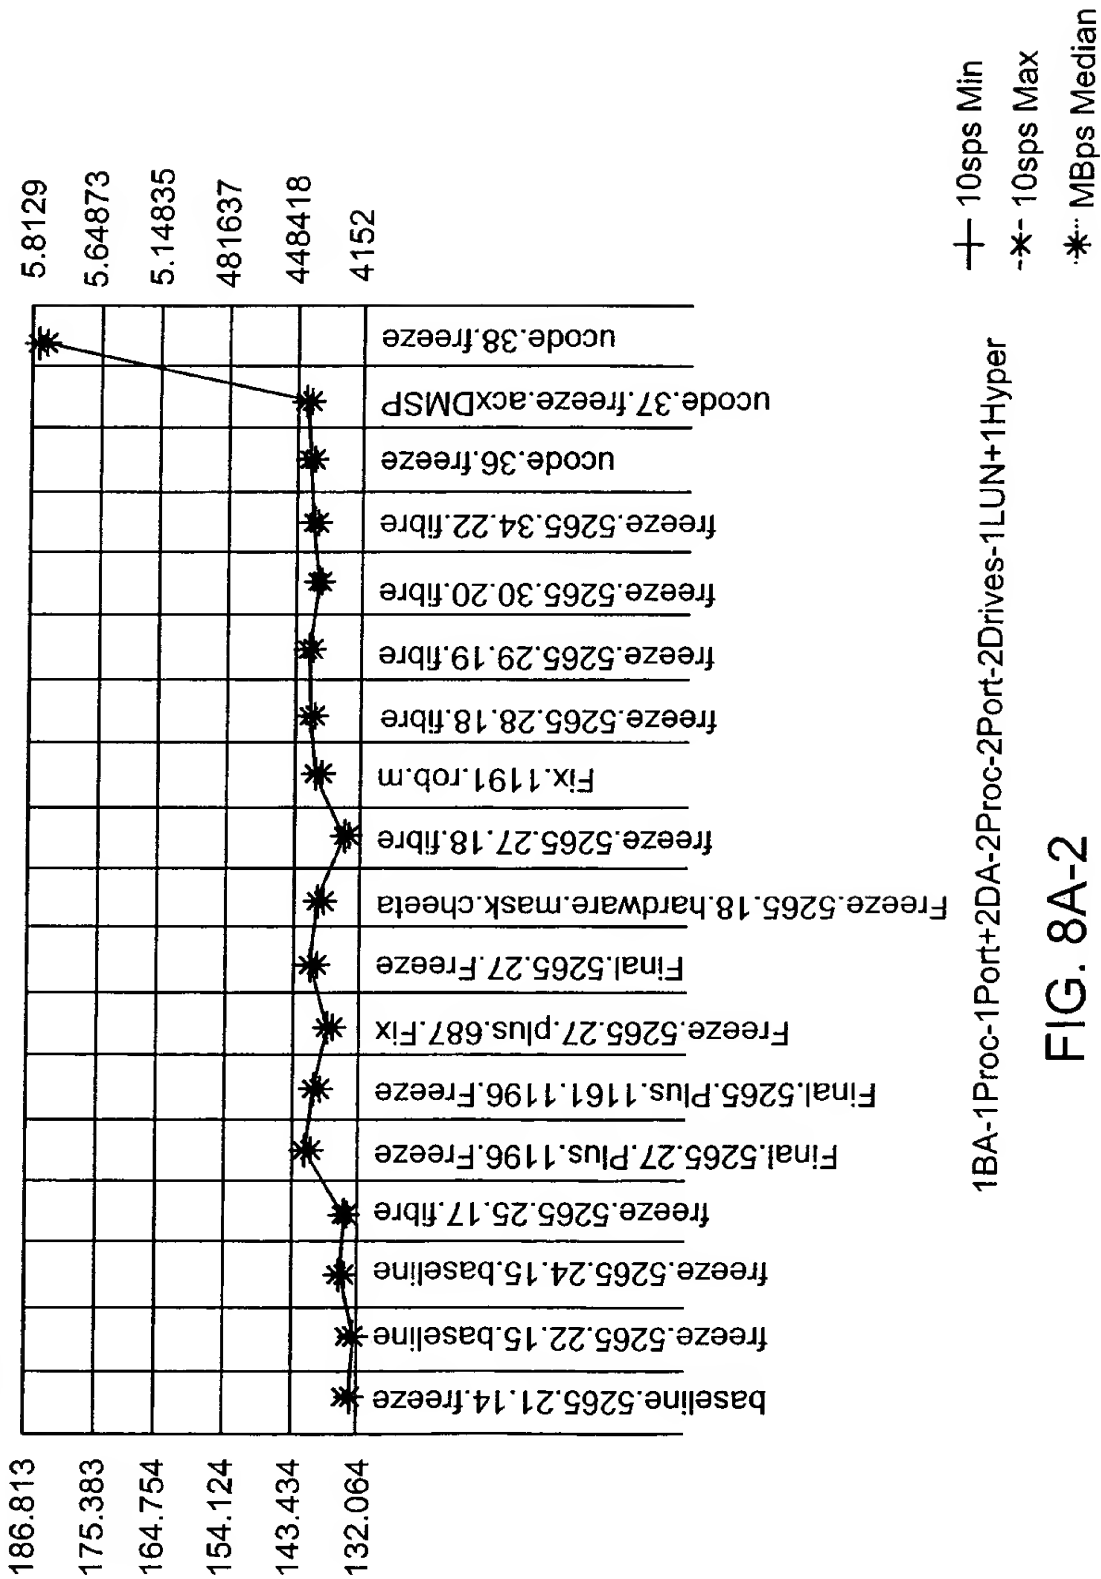 186.813
175.383
164.754
154.124
143.434
132.064
5.8129
5.64873
5.14835
481637
448418
4152
baseline.5265.21.14.freeze
freeze.5265.22.15.baseline
freeze.5265.24.15.baseline
freeze.5265.25.17.fibre
Final.5265.27.Plus.1196.Freeze
Final.5265.Plus.1161.1196.Freeze
Freeze.5265.27.plus.687.Fix
Final.5265.27.Freeze
Freeze.5265.18.hardware.mask.cheeta
freeze.5265.27.18.fibre
Fix.1191.rob.m
freeze.5265.28.18.fibre
freeze.5265.29.19.fibre
freeze.5265.30.20.fibre
freeze.5265.34.22.fibre
ucode.36.freeze
ucode.37.freeze.acxDMSP
ucode.38.freeze
10sps Min
10sps Max
MBps Median
1BA-1Proc-1Port+2DA-2Proc-2Port-2Drives-1LUN+1Hyper
FIG. 8A-2